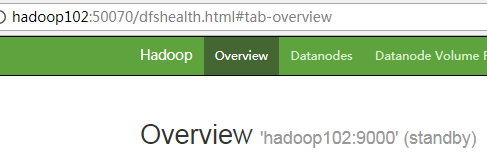 hadoop102:50070/dfshealth.html#tab-overview
Hadoop Overview Datanodes Datanode Volume
Overview 'hadoop102:9000' (standby)